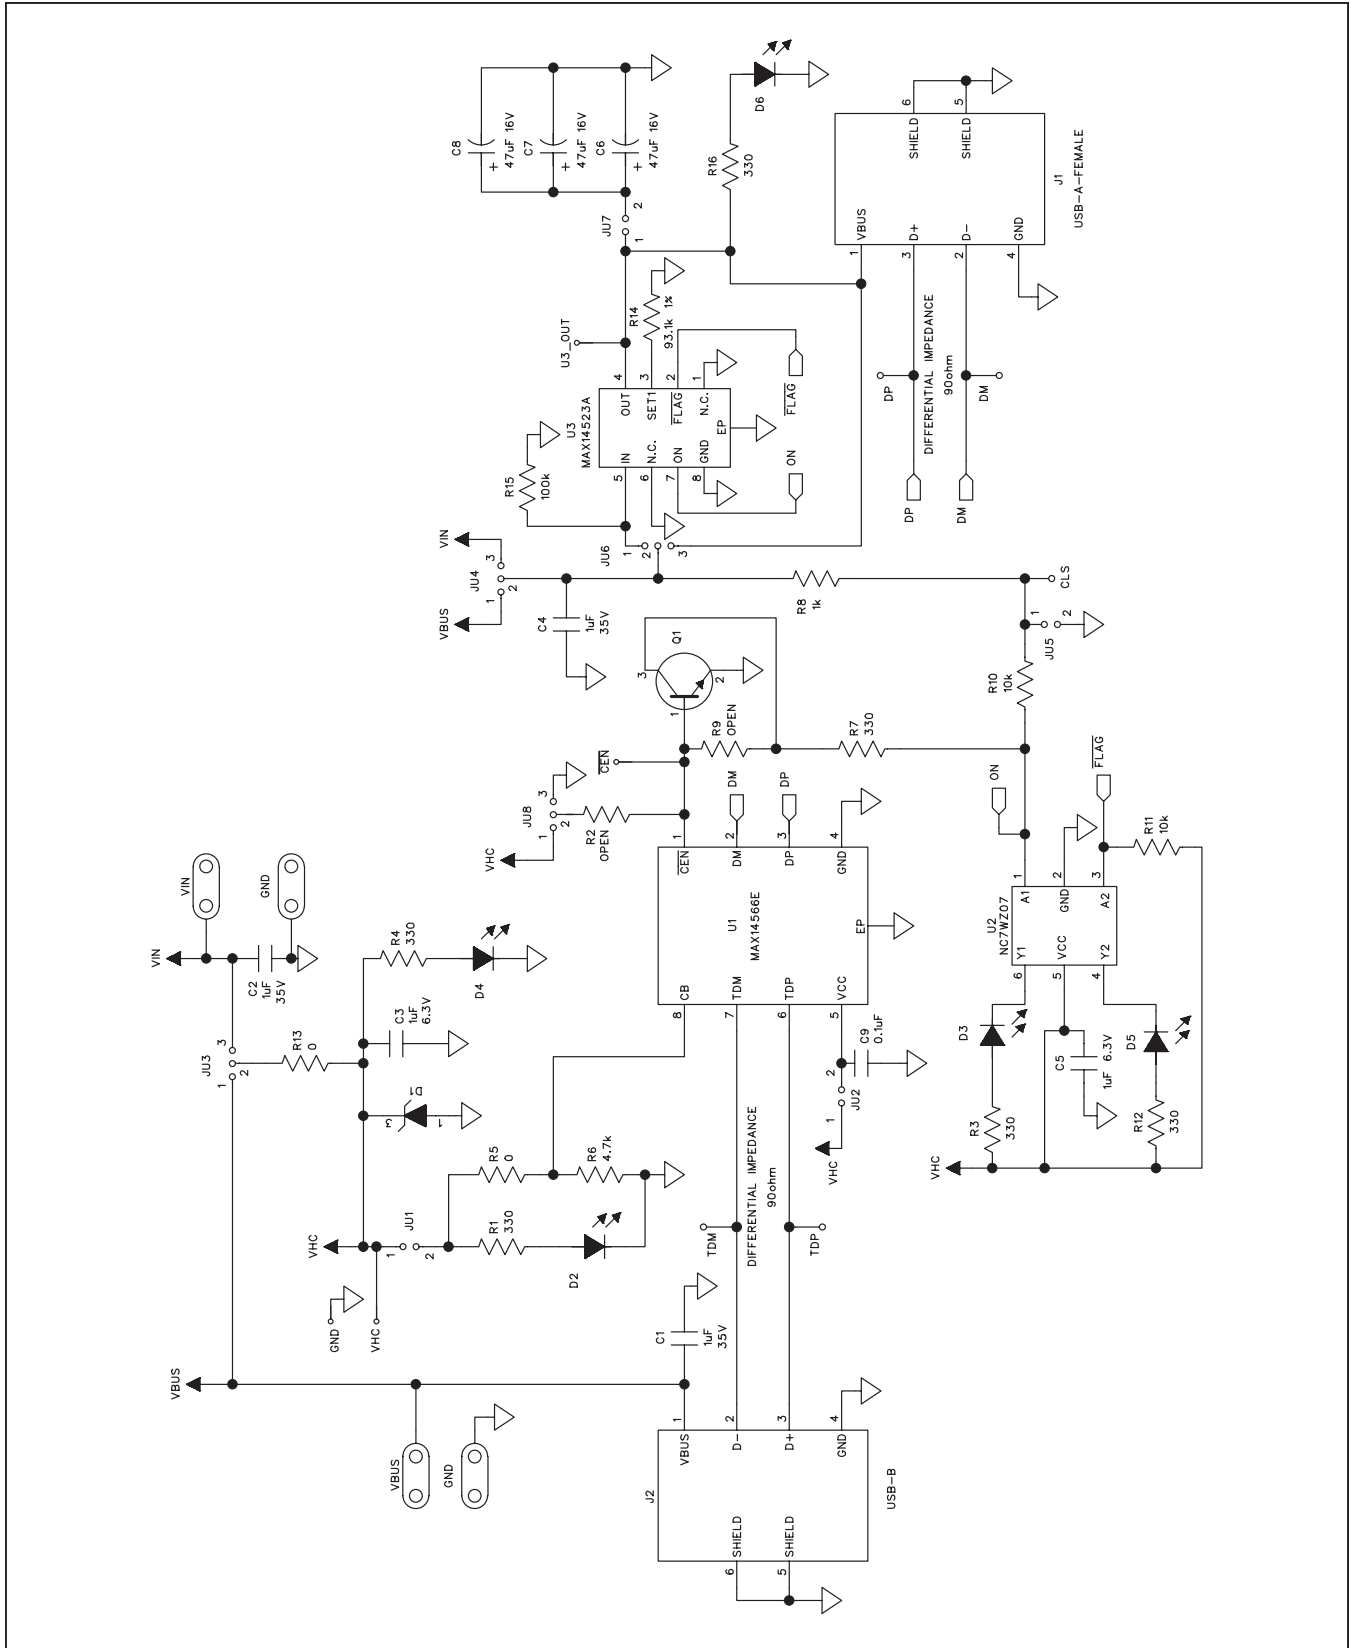 VBUS
VBUS
GND
J2
SHIELD
6
SHIELD
5
VBUS
1
D-
2
D+
3
GND
4
USB-B
C1
1uF
35V
GND
VHC
VHC
JU1
1
2
R1
330
D2
R5
0
R6
4.7k
TDM
DIFFERENTIAL IMPEDANCE
90ohm
TDP
D1
3
1
JU3
1
2
3
R13
0
C3
1uF
6.3V
R4
330
D4
VIN
C2
1uF
35V
VIN
GND
VHC
JU2
1
2
C9
0.1uF
U1
MAX14566E
CB
8
TDM
7
TDP
6
VCC
5
CEN
1
DM
2
DP
3
GND
4
EP
DM
DP
VHC
JU8
1
2
3
R2
OPEN
CEN
R9
OPEN
Q1
1
2
3
R7
330
VHC
R3
330
D3
C5
1uF 6.3V
R12
330
D5
U2
NC7WZ07
Y1
6
VCC
5
Y2
4
A1
1
GND
2
A2
3
ON
FLAG
R11
10k
R10
10k
JU5
1
2
CLS
R8
1k
C4
1uF
35V
VBUS
JU4
1
2
3
VIN
JU6
1
2
3
R15
100k
U3
MAX14523A
IN
5
N.C.
6
ON
7
GND
8
OUT
4
SET1
3
FLAG
2
N.C.
1
EP
ON
FLAG
U3_OUT
R14
93.1k 1%
JU7
1
2
C8
47uF 16V
+
C7
47uF 16V
+
C6
47uF 16V
+
R16
330
D6
DP
DM
DP
DIFFERENTIAL IMPEDANCE
90ohm
DM
VBUS
1
D+
3
D-
2
GND
4
SHIELD
6
SHIELD
5
J1
USB-A-FEMALE